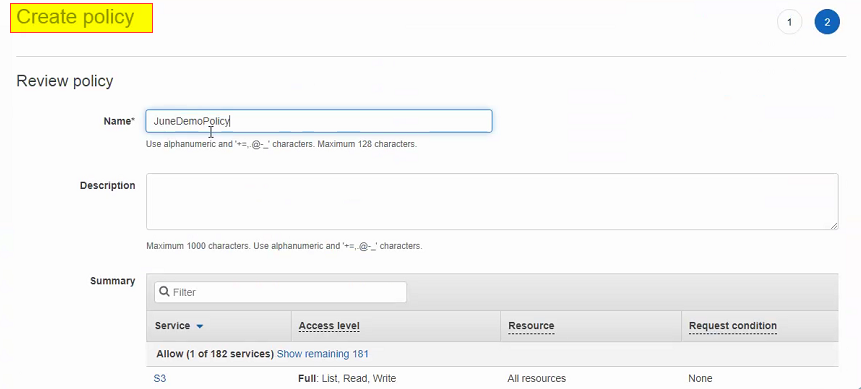 Create policy
1 2
Review policy
Name* JuneDemoPolicy
Use alphanumeric and '+=,.@-_' characters. Maximum 128 characters.
Description
Maximum 1000 characters. Use alphanumeric and '+=,.@-_' characters.
Summary Filter
Service Access level Resource Request condition
Allow (1 of 182 services) Show remaining 181
S3 Full: List, Read, Write All resources None